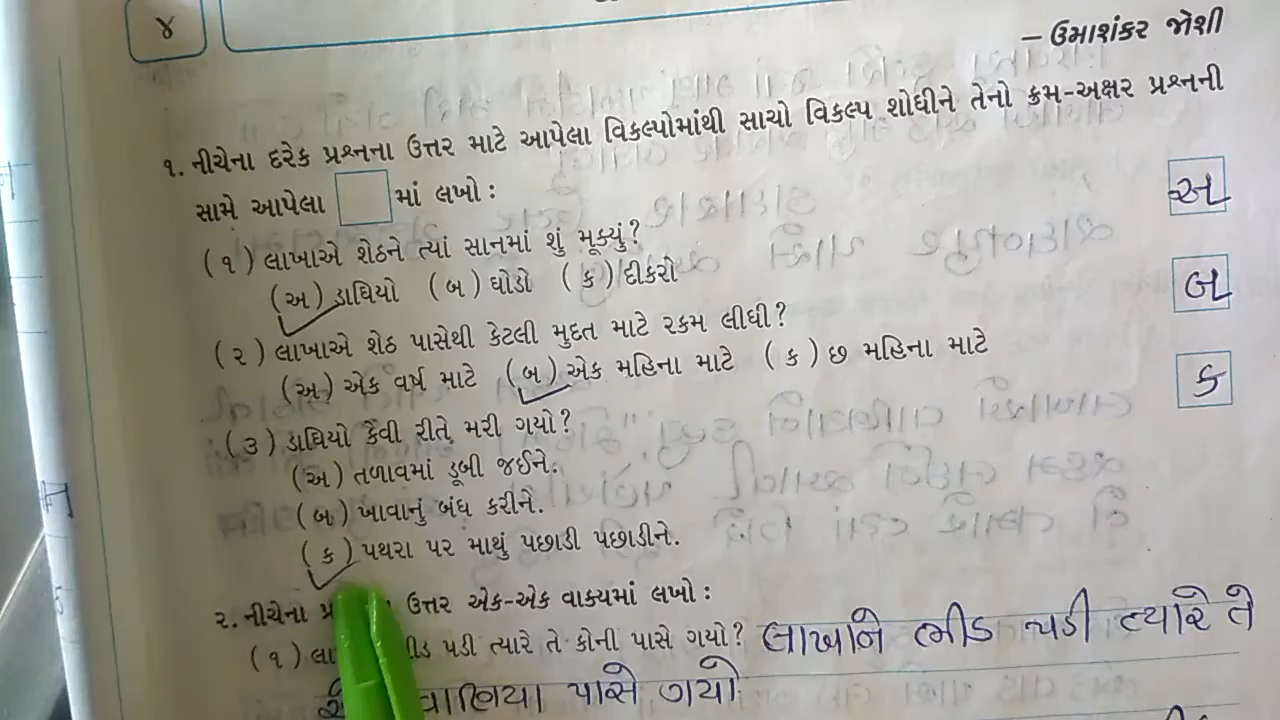 ૪
– ઉમાશંકર જોશી
૧. નીચેના દરેક પ્રશ્નના ઉત્તર માટે આપેલા વિકલ્પોમાંથી સાચો વિકલ્પ શોધીને તેનો ક્રમ-અક્ષર પ્રશ્નની
સામે આપેલા માં લખો :
(૧) લાખાએ શેઠને ત્યાં સાનમાં શું મૂક્યું? અ
(અ) ડાઘિયો (બ) ઘોડો (ક) દીકરો
(૨) લાખાએ શેઠ પાસેથી કેટલી મુદત માટે રકમ લીધી? બ
(અ) એક વર્ષ માટે (બ) એક મહિના માટે (ક) છ મહિના માટે
(૩) ડાઘિયો કેવી રીતે મરી ગયો? ક
(અ) તળાવમાં ડૂબી જઈને.
(બ) ખાવાનું બંધ કરીને.
(ક) પથરા પર માથું પછાડી પછાડીને.
૨. નીચેના ઉત્તર એક-એક વાક્યમાં લખો :
(૧) પડી ત્યારે તે કોની પાસે ગયો? લાખાને ભીડ પડી ત્યારે તે
વાણિયા પાસે ગયો